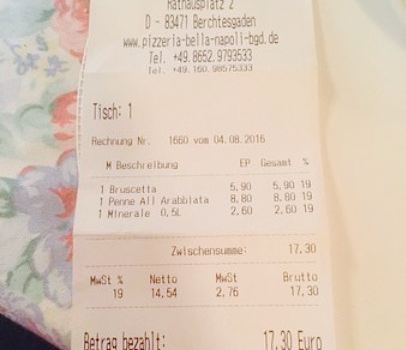 Rathausplatz 2
D - 83471 Berchtesgaden
www.pizzeria-bella-napoli-bgd.de
Tel. +49.8652.9793533
Tel. +49.160.98575333
Tisch: 1
Rechnung Nr. 1660 vom 04.08.2016
M Beschreibung EP Gesamt %
1 Bruscetta 5,90 5,90 19
1 Penne All Arabbiata 8,80 8,80 19
1 Minerale 0,5L 2,60 2,60 19
Zwischensumme: 17,30
MwSt % Netto MwSt Brutto
19 14,54 2,76 17,30
Betrag bezahlt: 17,30 Euro